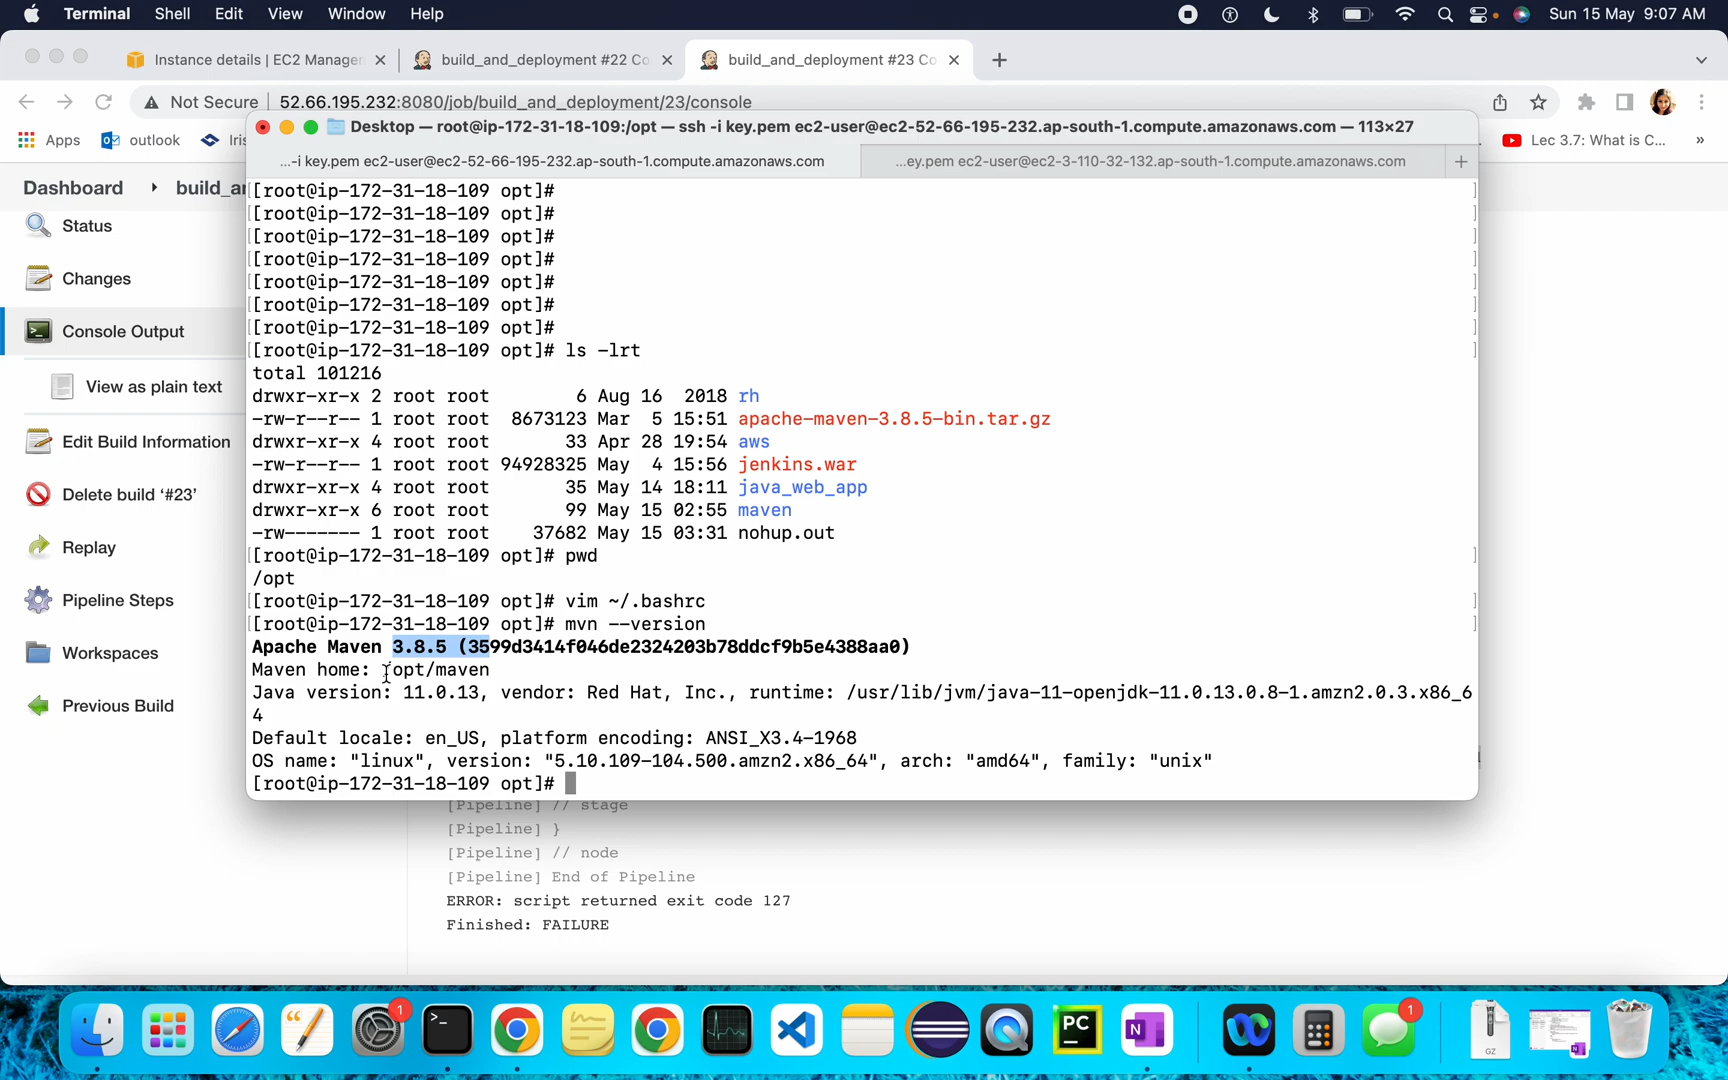 Terminal Shell Edit View Window Help Sun 15 May 9:07 AM
Instance details | EC2 Manager build_and_deployment #22 Co build_and_deployment #23 Co
Not Secure 52.66.195.232:8080/job/build_and_deployment/23/console
Apps outlook Iris Lec 3.7: What is C...
Desktop — root@ip-172-31-18-109:/opt — ssh -i key.pem ec2-user@ec2-52-66-195-232.ap-south-1.compute.amazonaws.com — 113×27
...-i key.pem ec2-user@ec2-52-66-195-232.ap-south-1.compute.amazonaws.com ...ey.pem ec2-user@ec2-3-110-32-132.ap-south-1.compute.amazonaws.com
Dashboard build_a
Status
Changes
Console Output
View as plain text
Edit Build Information
Delete build ‘#23’
Replay
Pipeline Steps
Workspaces
Previous Build
[root@ip-172-31-18-109 opt]#
[root@ip-172-31-18-109 opt]#
[root@ip-172-31-18-109 opt]#
[root@ip-172-31-18-109 opt]#
[root@ip-172-31-18-109 opt]#
[root@ip-172-31-18-109 opt]#
[root@ip-172-31-18-109 opt]#
[root@ip-172-31-18-109 opt]# ls -lrt
total 101216
drwxr-xr-x 2 root root 6 Aug 16 2018 rh
-rw-r--r-- 1 root root 8673123 Mar 5 15:51 apache-maven-3.8.5-bin.tar.gz
drwxr-xr-x 4 root root 33 Apr 28 19:54 aws
-rw-r--r-- 1 root root 94928325 May 4 15:56 jenkins.war
drwxr-xr-x 4 root root 35 May 14 18:11 java_web_app
drwxr-xr-x 6 root root 99 May 15 02:55 maven
-rw------- 1 root root 37682 May 15 03:31 nohup.out
[root@ip-172-31-18-109 opt]# pwd
/opt
[root@ip-172-31-18-109 opt]# vim ~/.bashrc
[root@ip-172-31-18-109 opt]# mvn --version
Apache Maven 3.8.5 (3599d3414f046de2324203b78ddcf9b5e4388aa0)
Maven home: /opt/maven
Java version: 11.0.13, vendor: Red Hat, Inc., runtime: /usr/lib/jvm/java-11-openjdk-11.0.13.0.8-1.amzn2.0.3.x86_6
4
Default locale: en_US, platform encoding: ANSI_X3.4-1968
OS name: "linux", version: "5.10.109-104.500.amzn2.x86_64", arch: "amd64", family: "unix"
[root@ip-172-31-18-109 opt]#
[Pipeline] // stage
[Pipeline] }
[Pipeline] // node
[Pipeline] End of Pipeline
ERROR: script returned exit code 127
Finished: FAILURE
1
PC
N
1
GZ